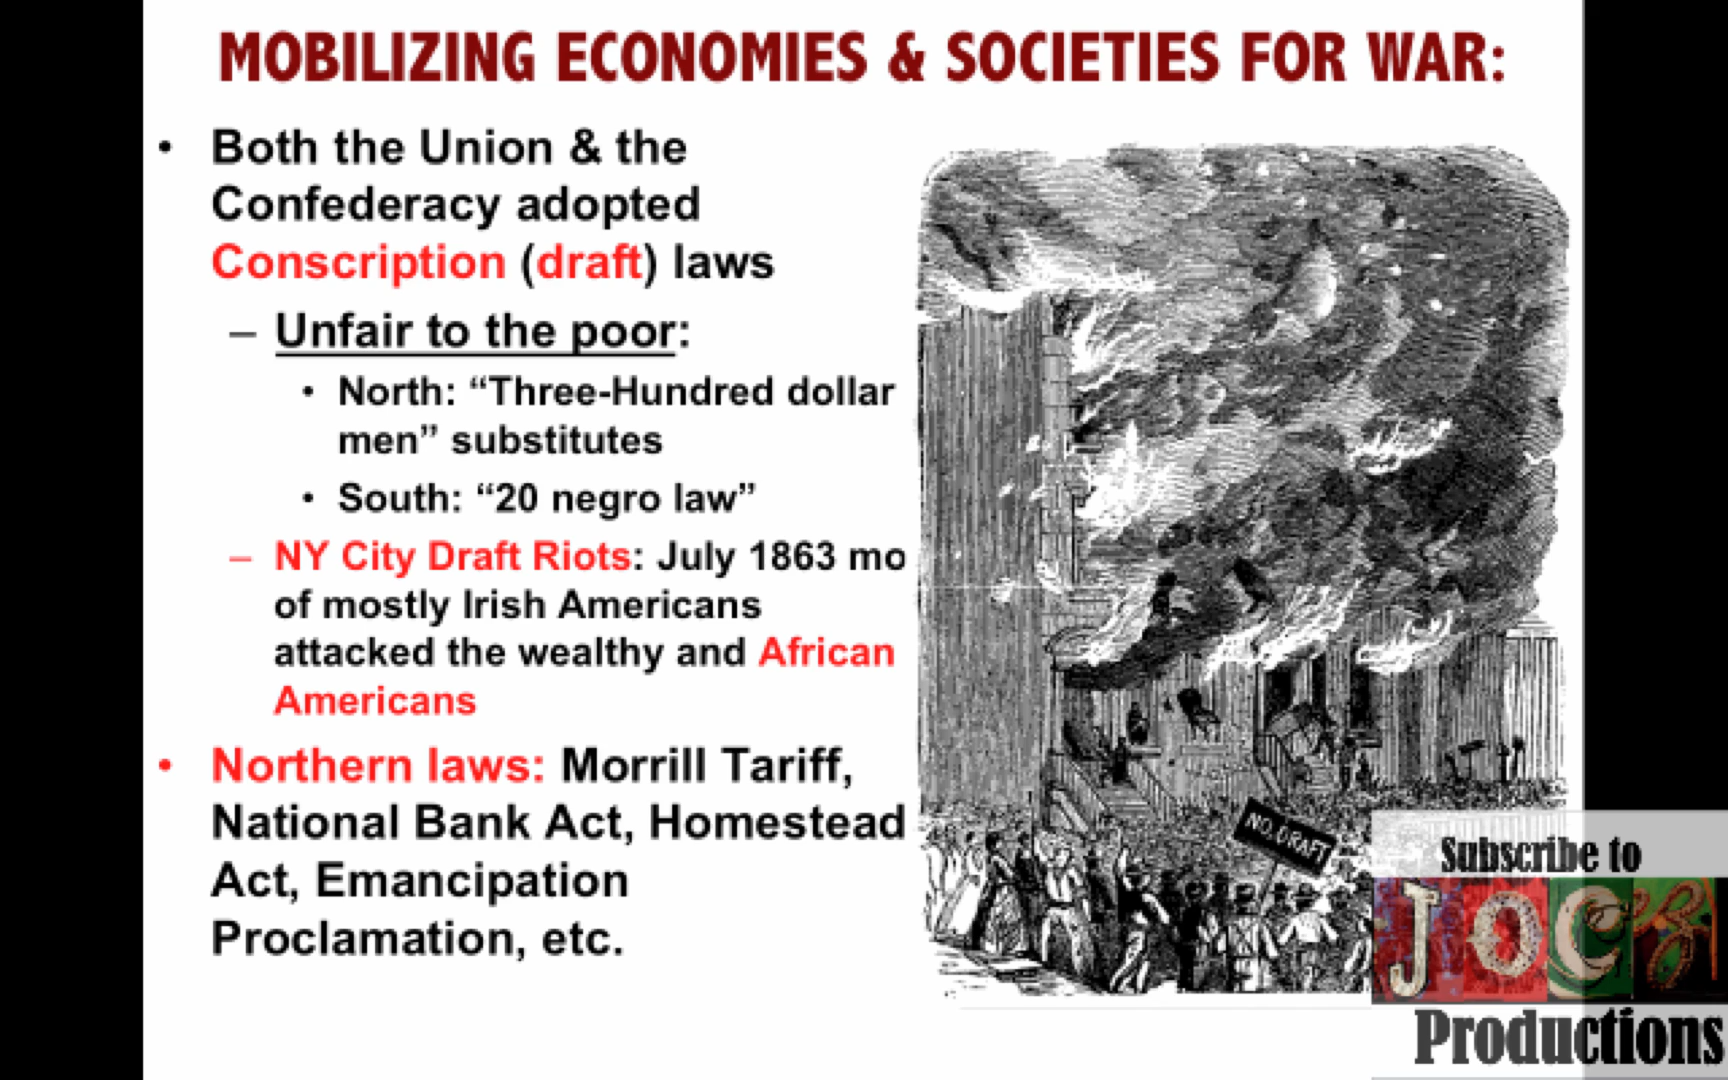 MOBILIZING ECONOMIES & SOCIETIES FOR WAR:
• Both the Union & the
Confederacy adopted
Conscription (draft) laws
– Unfair to the poor:
• North: “Three-Hundred dollar
men” substitutes
• South: “20 negro law”
– NY City Draft Riots: July 1863 mo
of mostly Irish Americans
attacked the wealthy and African
Americans
• Northern laws: Morrill Tariff,
National Bank Act, Homestead
Act, Emancipation
Proclamation, etc.
NO DRAFT
Subscribe to
JOCZ
Productions